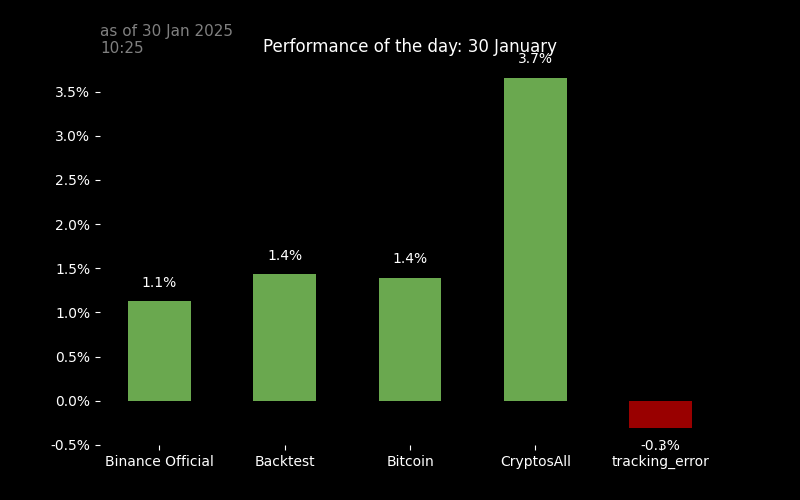 as of 30 Jan 2025
10:25
Performance of the day: 30 January
3.7%
3.5%
3.0%
2.5%
2.0%
1.5%
1.0%
0.5%
0.0%
-0.5%
1.1%
1.4%
1.4%
-0.3%
Binance Official
Backtest
Bitcoin
CryptosAll
tracking_error